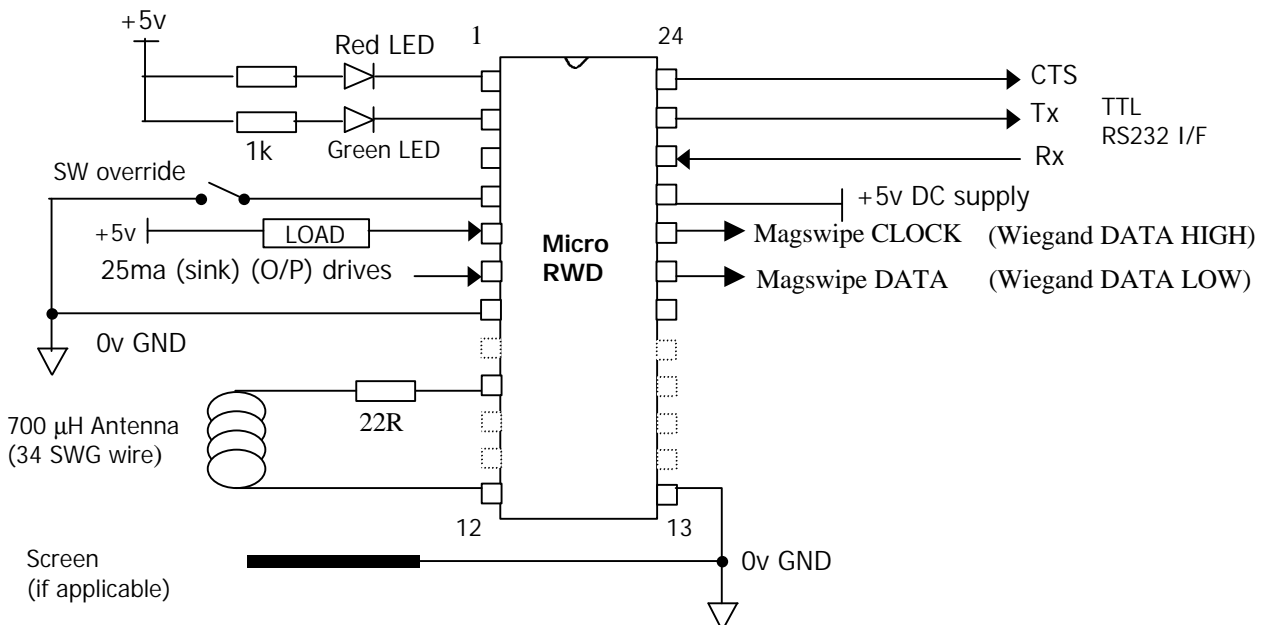 +5v
Red LED
1
24
CTS
Tx
TTL
RS232 I/F
1k
Green LED
Rx
SW override
+5v DC supply
+5v
LOAD
Micro
RWD
Magswipe CLOCK (Wiegand DATA HIGH)
25ma (sink) (O/P) drives
Magswipe DATA (Wiegand DATA LOW)
0v GND
700 μH Antenna
(34 SWG wire)
22R
12
13
Screen
(if applicable)
0v GND